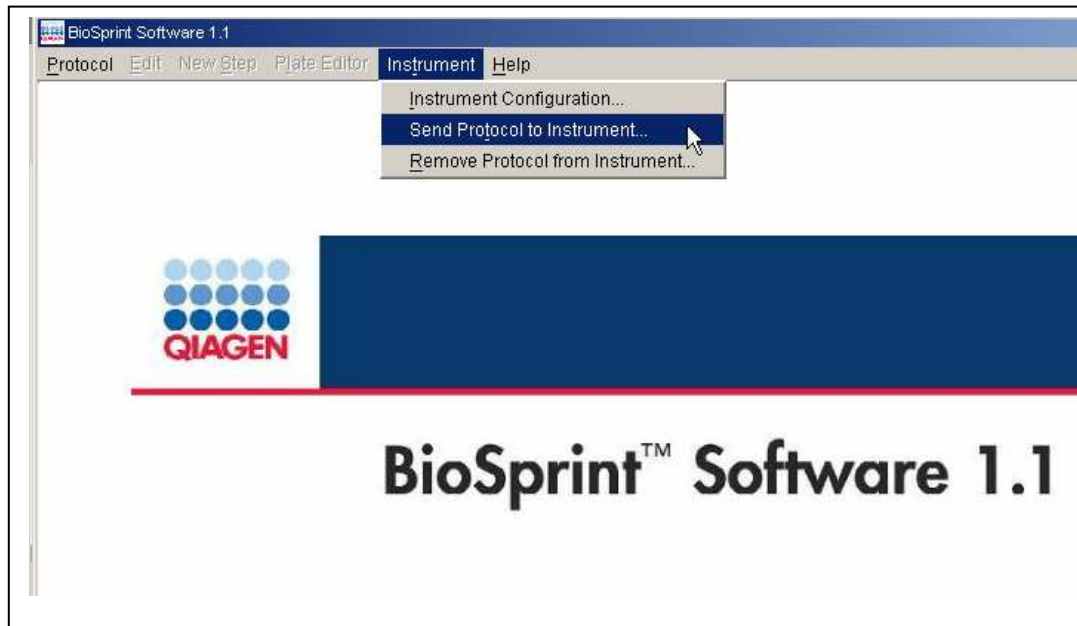 BioSprint Software 1.1
Protocol Edit New Step Plate Editor Instrument Help
Instrument Configuration...
Send Protocol to Instrument...
Remove Protocol from Instrument...
QIAGEN
BioSprint™ Software 1.1